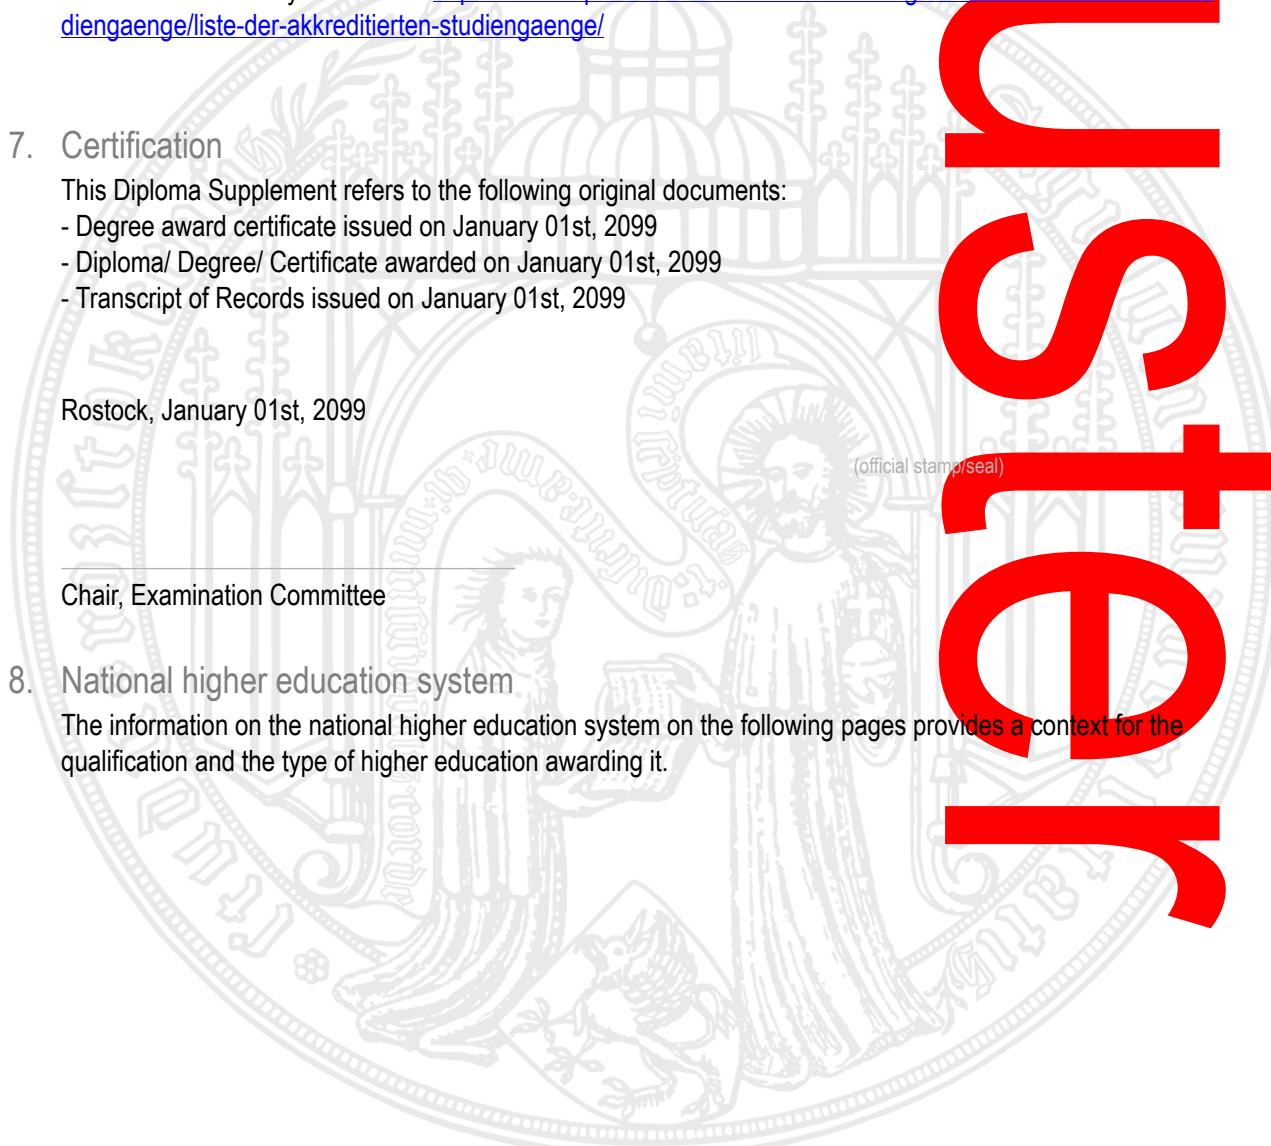 diengaenge/liste-der-akkreditierten-studiengaenge/
7. Certification
This Diploma Supplement refers to the following original documents:
- Degree award certificate issued on January 01st, 2099
- Diploma/ Degree/ Certificate awarded on January 01st, 2099
- Transcript of Records issued on January 01st, 2099
Rostock, January 01st, 2099
(official stamp/seal)
Chair, Examination Committee
8. National higher education system
The information on the national higher education system on the following pages provides a context for the
qualification and the type of higher education awarding it.
uster